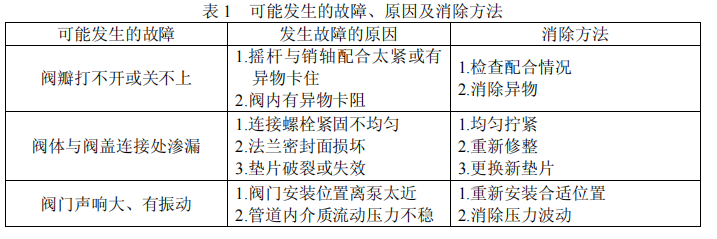 表 1 可能发生的故障、原因及消除方法
可能发生的故障 发生故障的原因 消除方法
阀瓣打不开或关不上
1.摇杆与销轴配合太紧或有
异物卡住
2.阀内有异物卡阻
1.检查配合情况
2.消除异物
阀体与阀盖连接处渗漏
1.连接螺栓紧固不均匀
2.法兰密封面损坏
3.垫片破裂或失效
1.均匀拧紧
2.重新修整
3.更换新垫片
阀门声响大、有振动
1.阀门安装位置离泵太近
2.管道内介质流动压力不稳
1.重新安装合适位置
2.消除压力波动